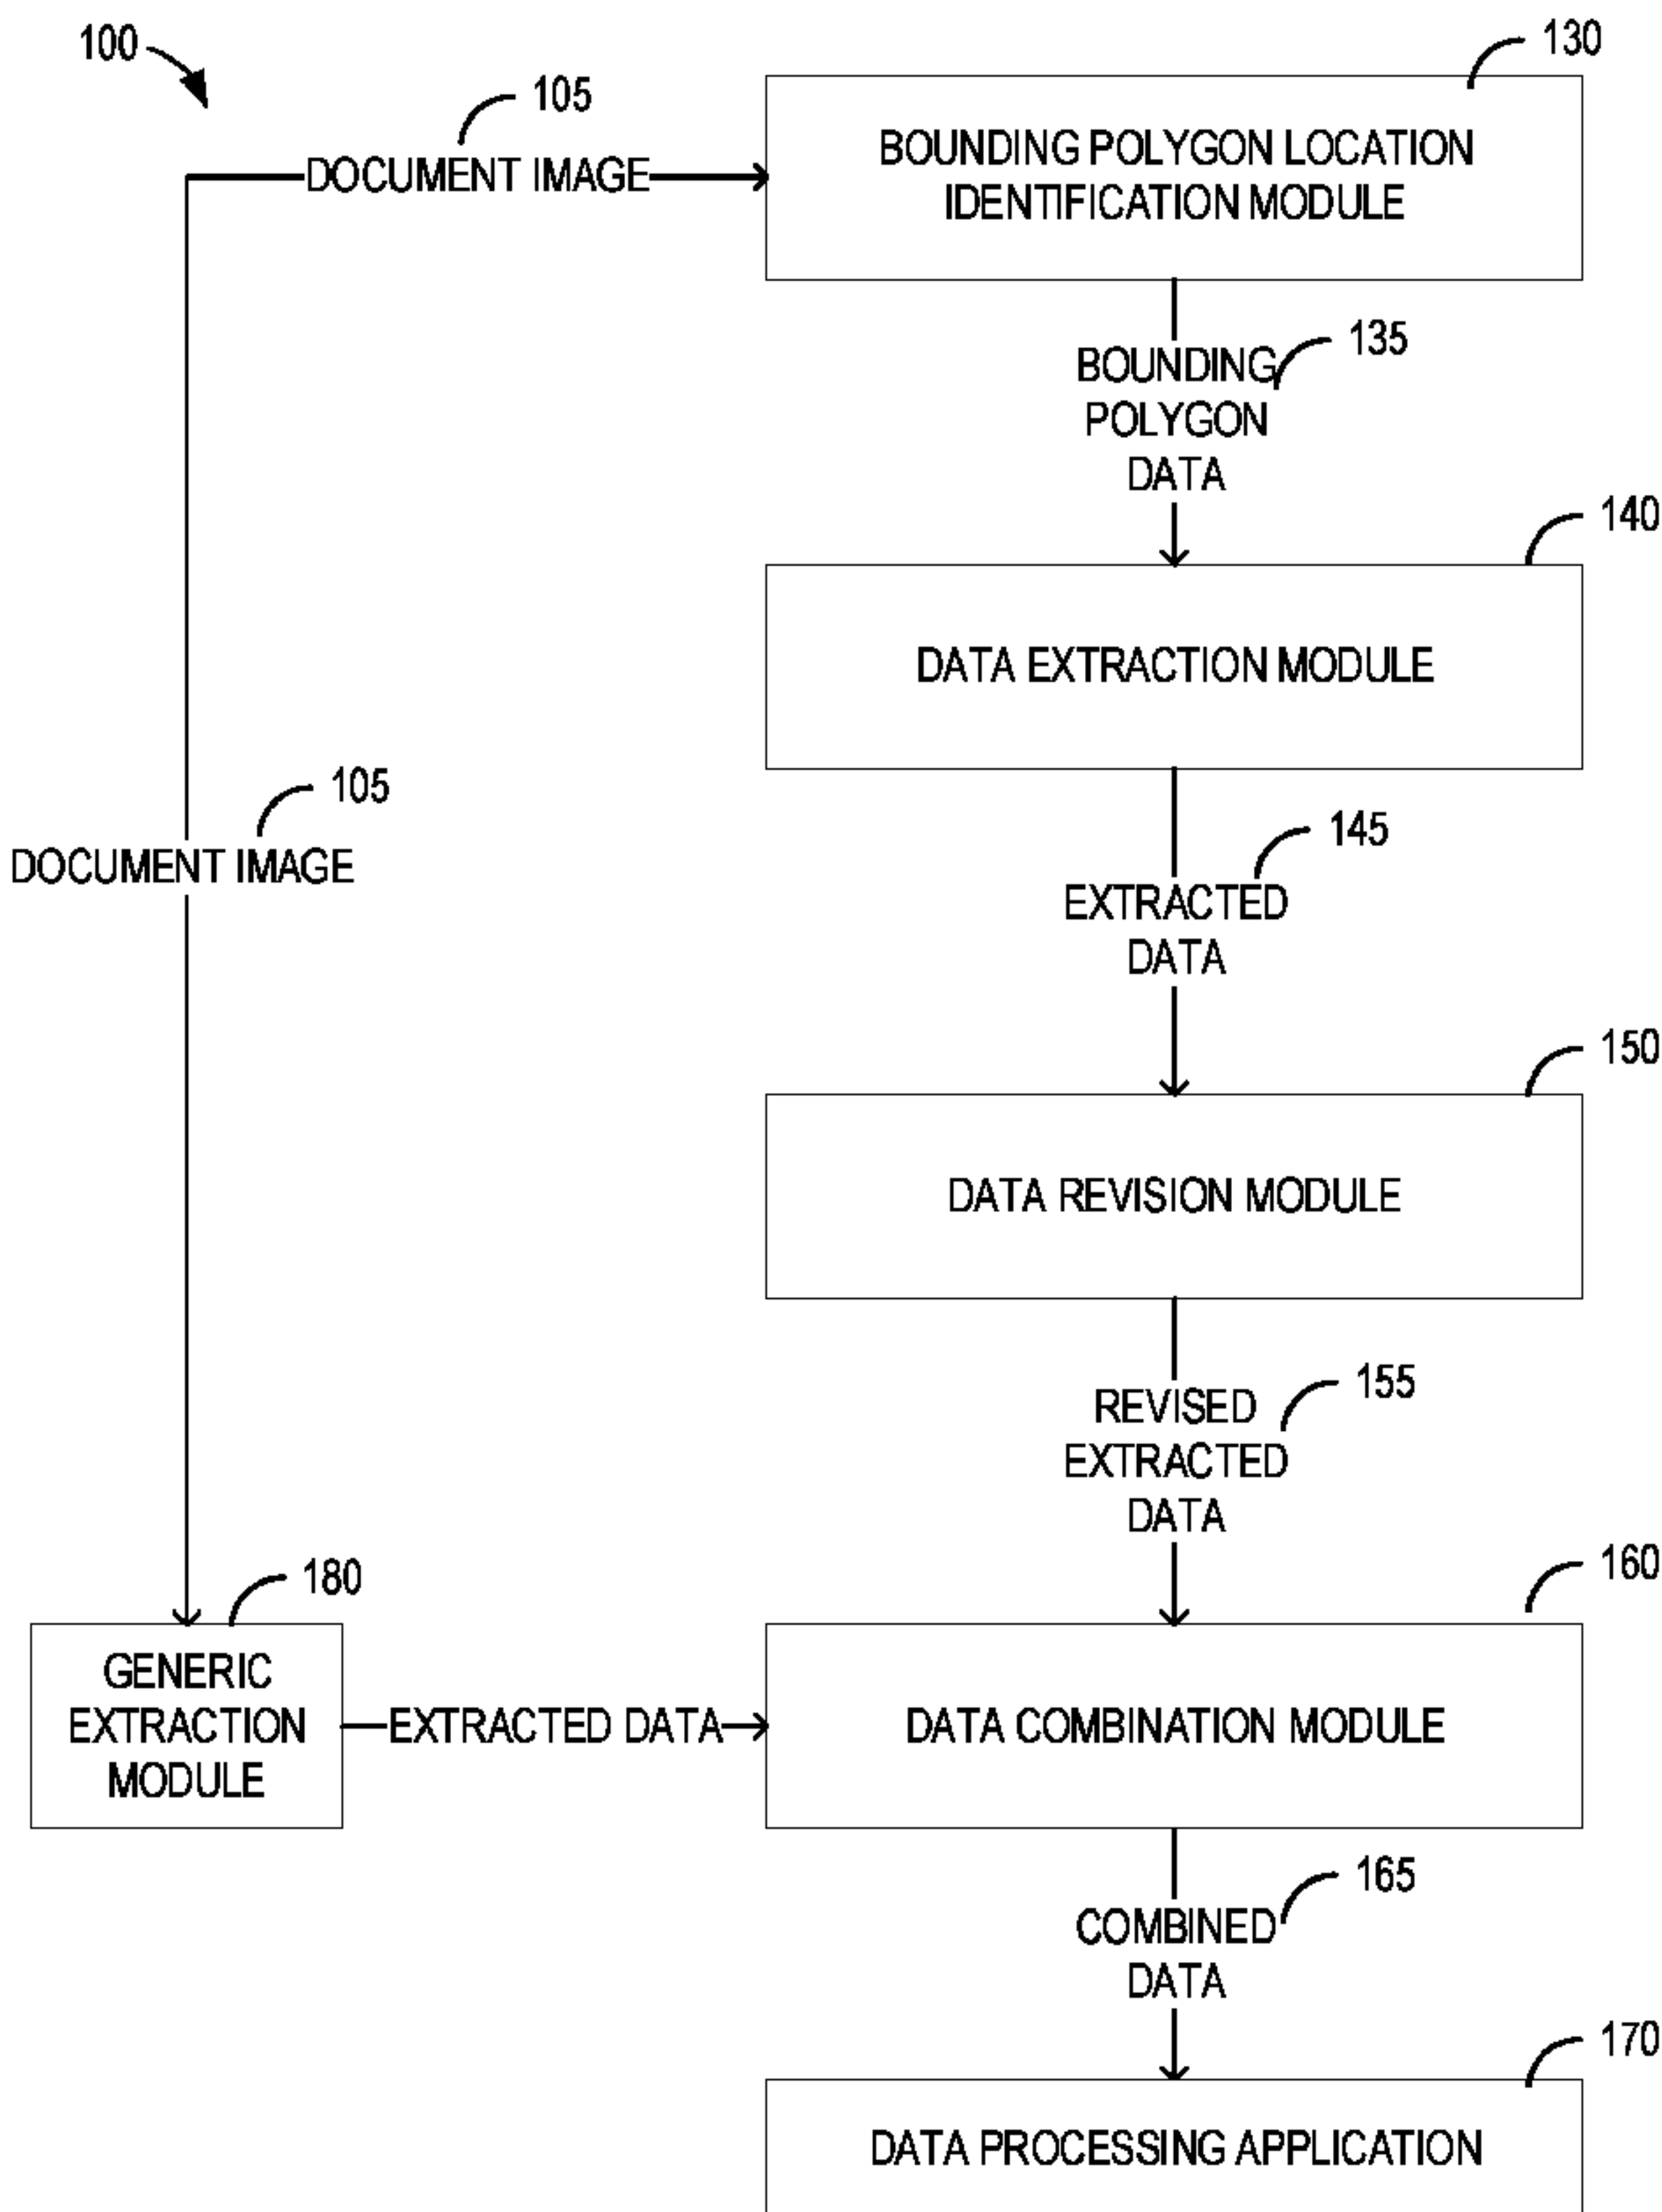 100
130
105
DOCUMENT IMAGE
BOUNDING POLYGON LOCATION
IDENTIFICATION MODULE
135
BOUNDING
POLYGON
DATA
140
DATA EXTRACTION MODULE
105
DOCUMENT IMAGE
145
EXTRACTED
DATA
150
DATA REVISION MODULE
155
REVISED
EXTRACTED
DATA
180
160
GENERIC
EXTRACTION
MODULE
EXTRACTED DATA
DATA COMBINATION MODULE
165
COMBINED
DATA
170
DATA PROCESSING APPLICATION